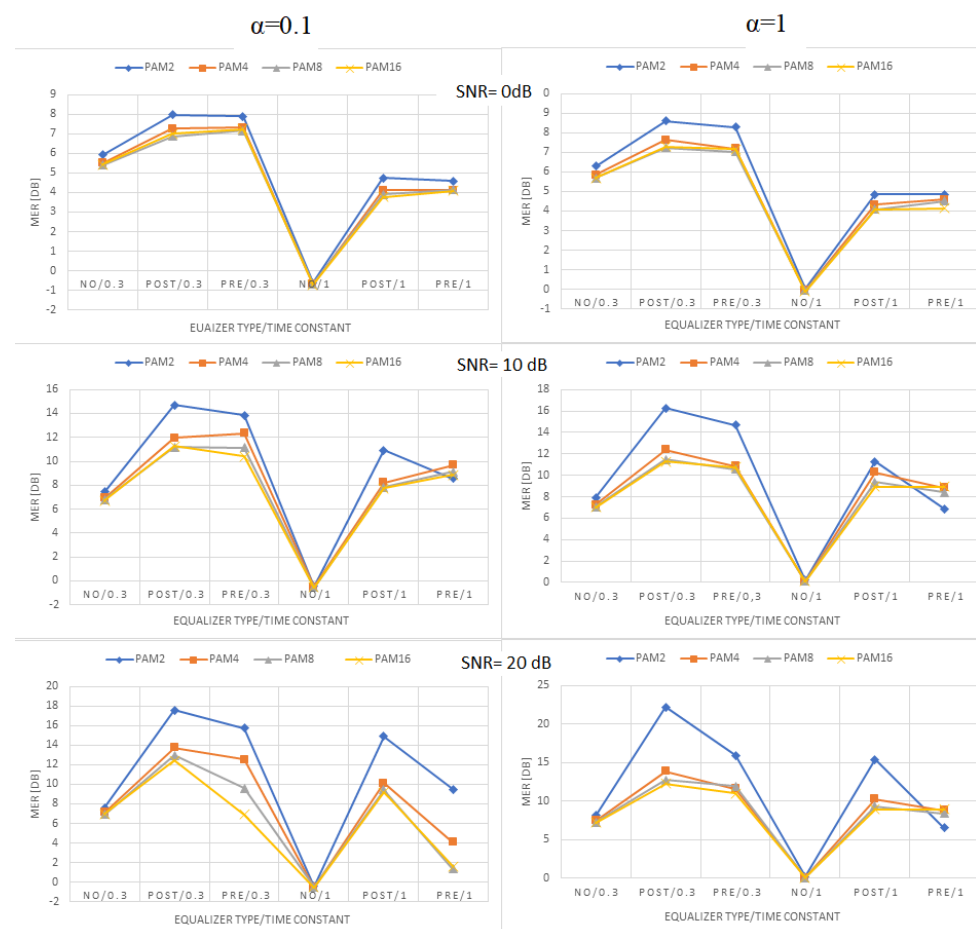 α=0.1
α=1
PAM2 PAM4 PAM8 PAM16
PAM2 PAM4 PAM8 PAM16
SNR= 0dB
9
8
7
6
5
4
3
2
1
0
-1
-2
MER [DB]
NO/0.3 POST/0.3 PRE/0.3 NO/1 POST/1 PRE/1
EUAIZER TYPE/TIME CONSTANT
0
9
8
7
6
5
4
3
2
1
0
-1
MER [DB]
NO/0.3 POST/0.3 PRE/0.3 NO/1 POST/1 PRE/1
EQUALIZER TYPE/TIME CONSTANT
PAM2 PAM4 PAM8 PAM16
SNR= 10 dB
PAM2 PAM4 PAM8 PAM16
16
14
12
10
8
6
4
2
0
-2
MER [DB]
NO/0.3 POST/0.3 PRE/0.3 NO/1 POST/1 PRE/1
EQUALIZER TYPE/TIME CONSTANT
18
16
14
12
10
8
6
4
2
0
MER [DB]
NO/0.3 POST/0.3 PRE/0,3 NO/1 POST/1 PRE/1
EQUALIZER TYPE/TIME CONSTANT
PAM2 PAM4 PAM8 PAM16
SNR= 20 dB
PAM2 PAM4 PAM8 PAM16
20
18
16
14
12
10
8
6
4
2
0
-2
MER [DB]
NO/0.3 POST/0.3 PRE/0.3 NO/1 POST/1 PRE/1
EQUALIZER TYPE/TIME CONSTANT
25
20
15
10
5
0
MER [DB]
NO/0.3 POST/0.3 PRE/0.3 NO/1 POST/1 PRE/1
EQUALIZER TYPE/TIME CONSTANT